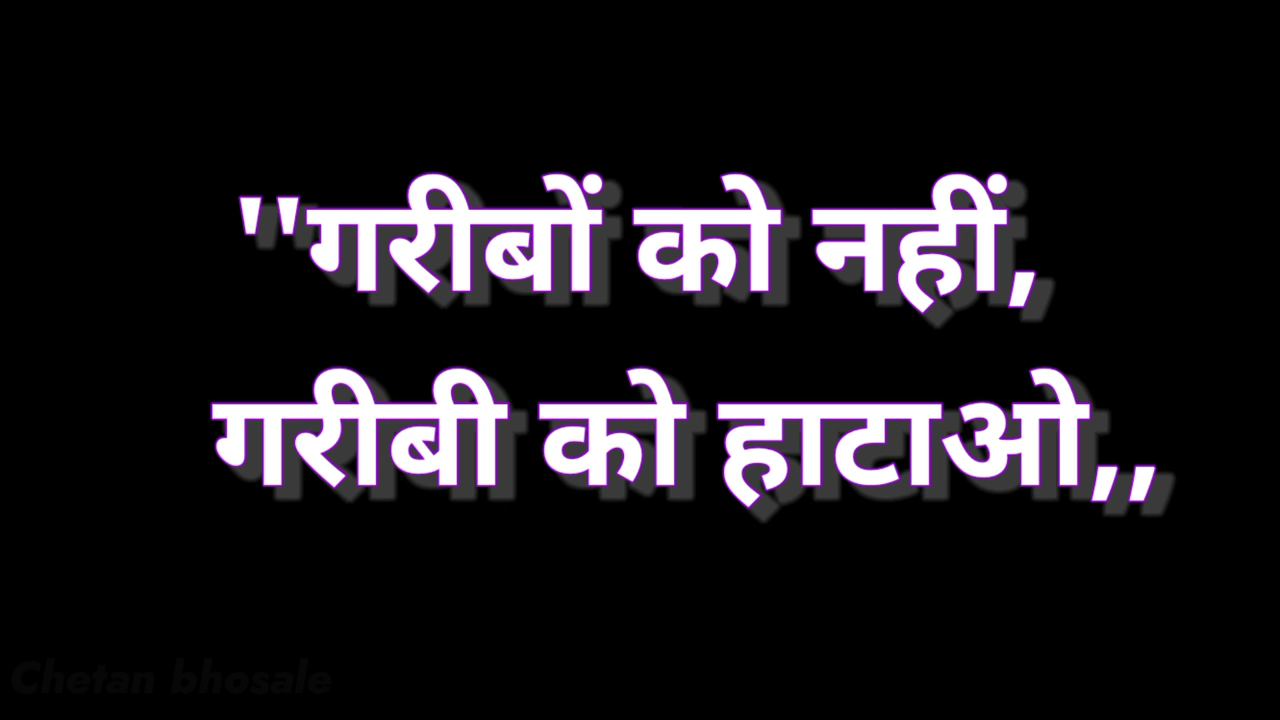 "गरीबों को नहीं,
गरीबी को हाटाओ,,
Chetan bhosale